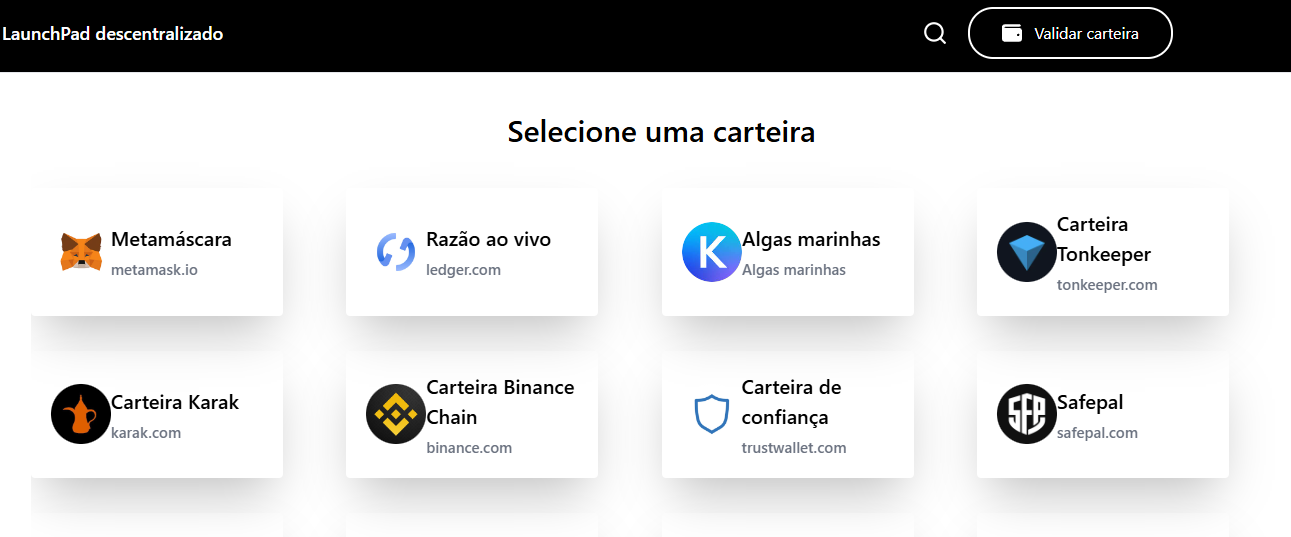 LaunchPad descentralizado
Validar carteira
Selecione uma carteira
Metamáscara
metamask.io
Razão ao vivo
ledger.com
Algas marinhas
Algas marinhas
Carteira
Tonkeeper
tonkeeper.com
Carteira Karak
karak.com
Carteira Binance
Chain
binance.com
Carteira de
confiança
trustwallet.com
Safepal
safepal.com